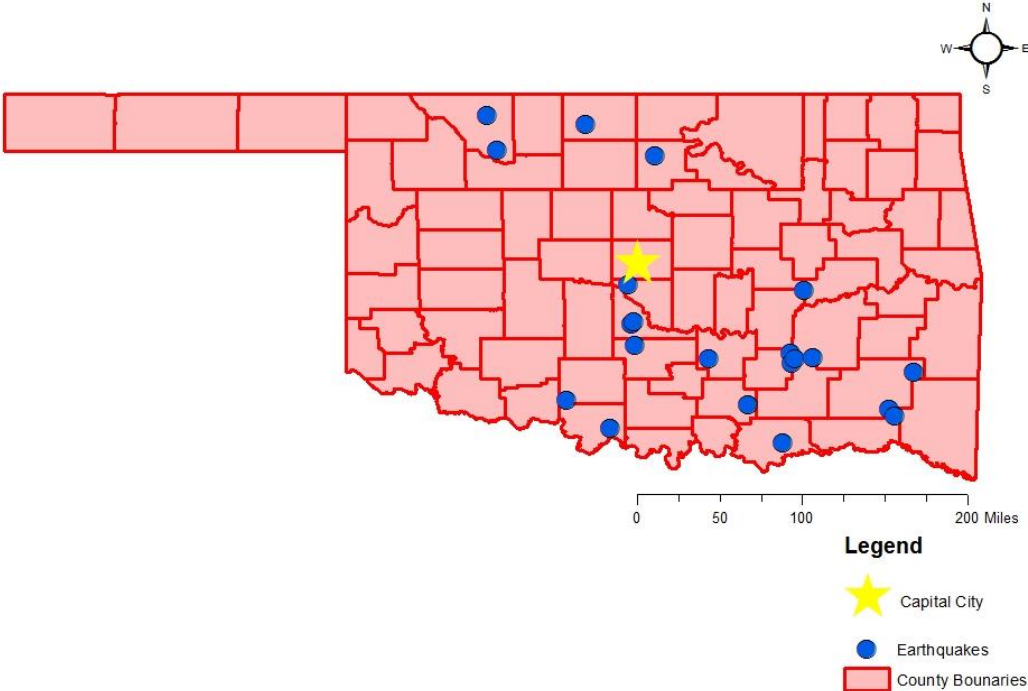 N
W E
S
0 50 100 200 Miles
Legend
Capital City
Earthquakes
County Bounaries